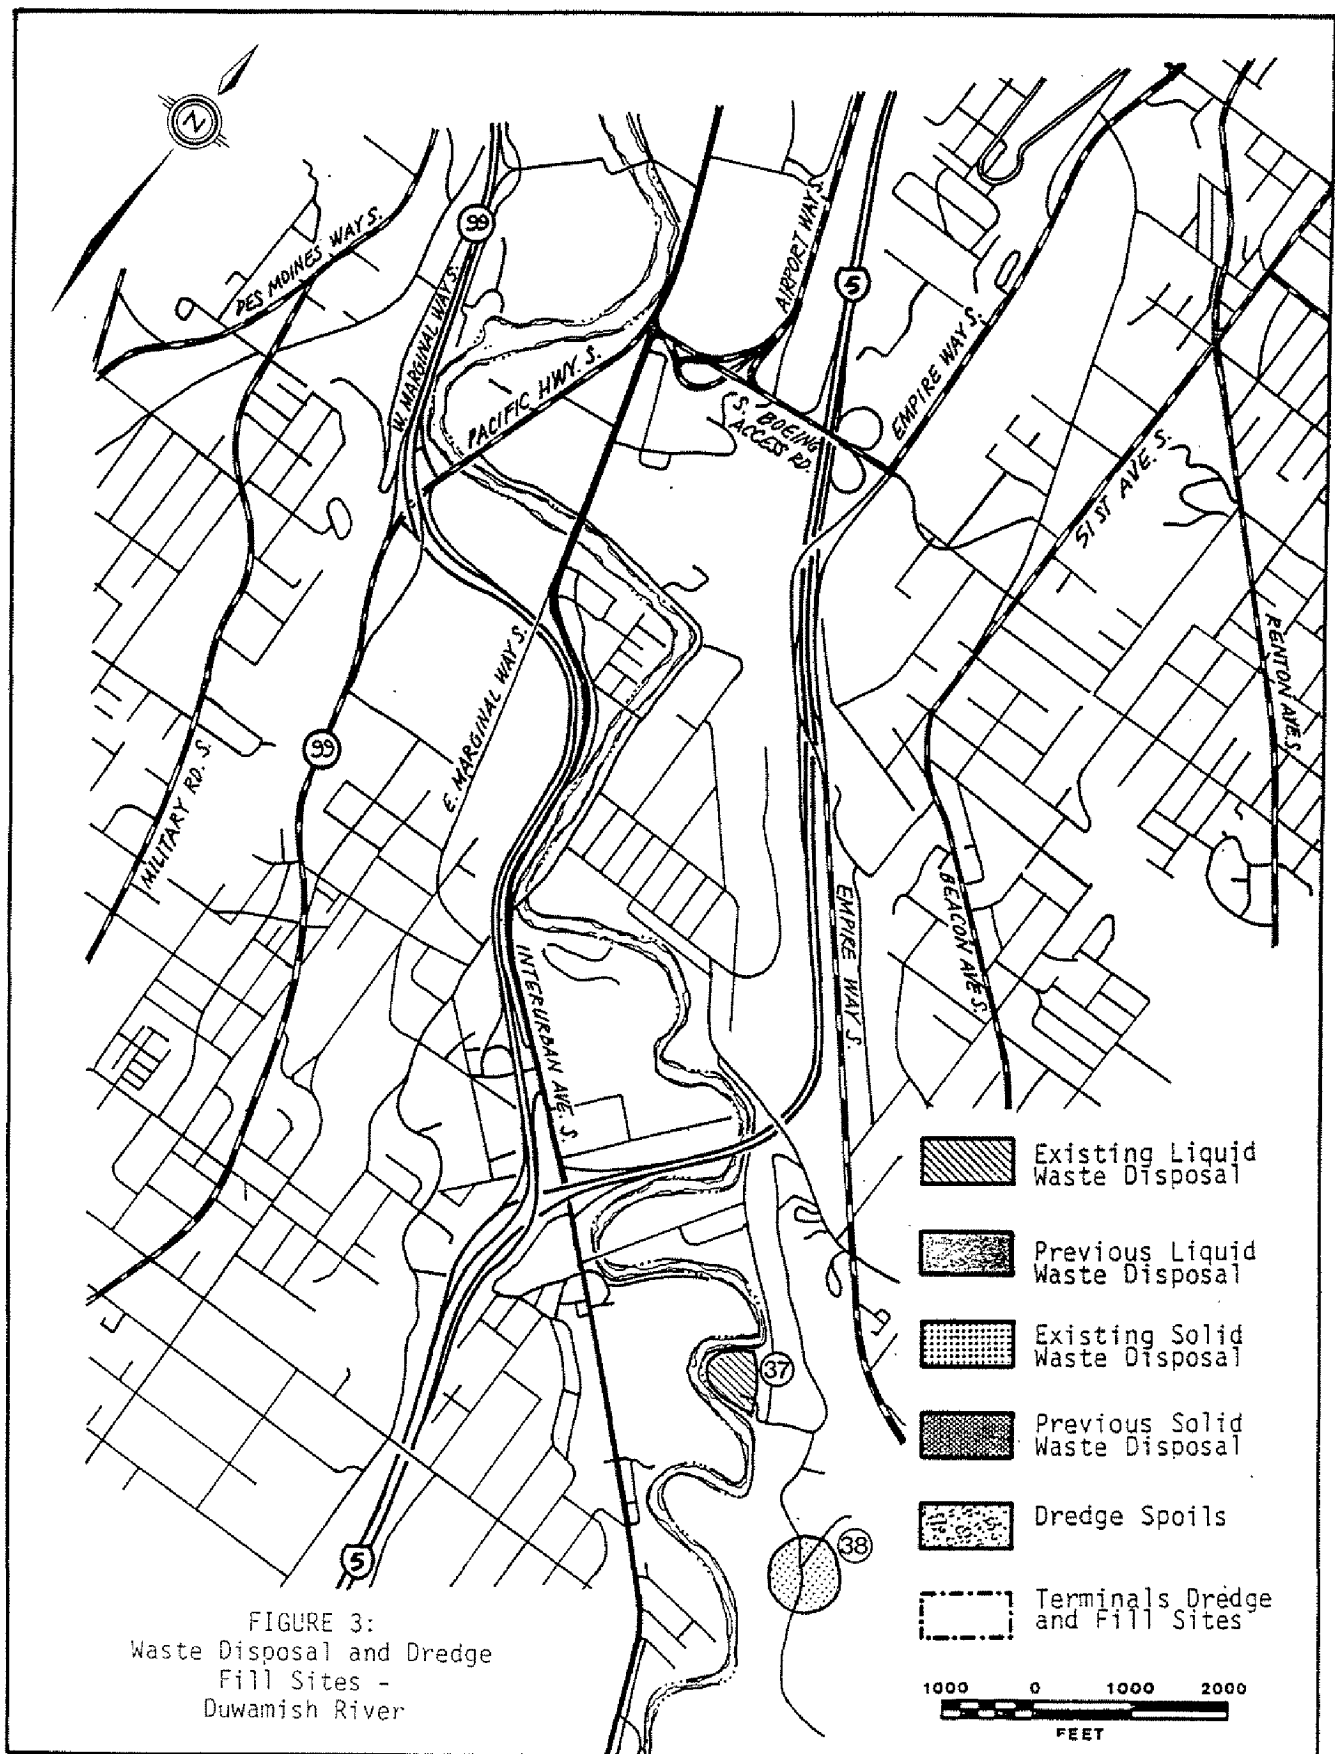 N
99
DES MOINES WAY S.
W. MARGINAL WAY S.
PACIFIC HWY. S.
AIRPORT WAY S.
5
EMPIRE WAY S.
S. BOEING
ACCESS RD.
51 ST AVE. S.
RENTON AVE. S.
E. MARGINAL WAY S.
99
MILITARY RD. S.
EMPIRE WAY S.
BEACON AVE S.
INTERURBAN AVE. S.
37
38
5
Existing Liquid
Waste Disposal
Previous Liquid
Waste Disposal
Existing Solid
Waste Disposal
Previous Solid
Waste Disposal
Dredge Spoils
Terminals Dredge
and Fill Sites
1000 0 1000 2000
FEET
FIGURE 3:
Waste Disposal and Dredge
Fill Sites -
Duwamish River